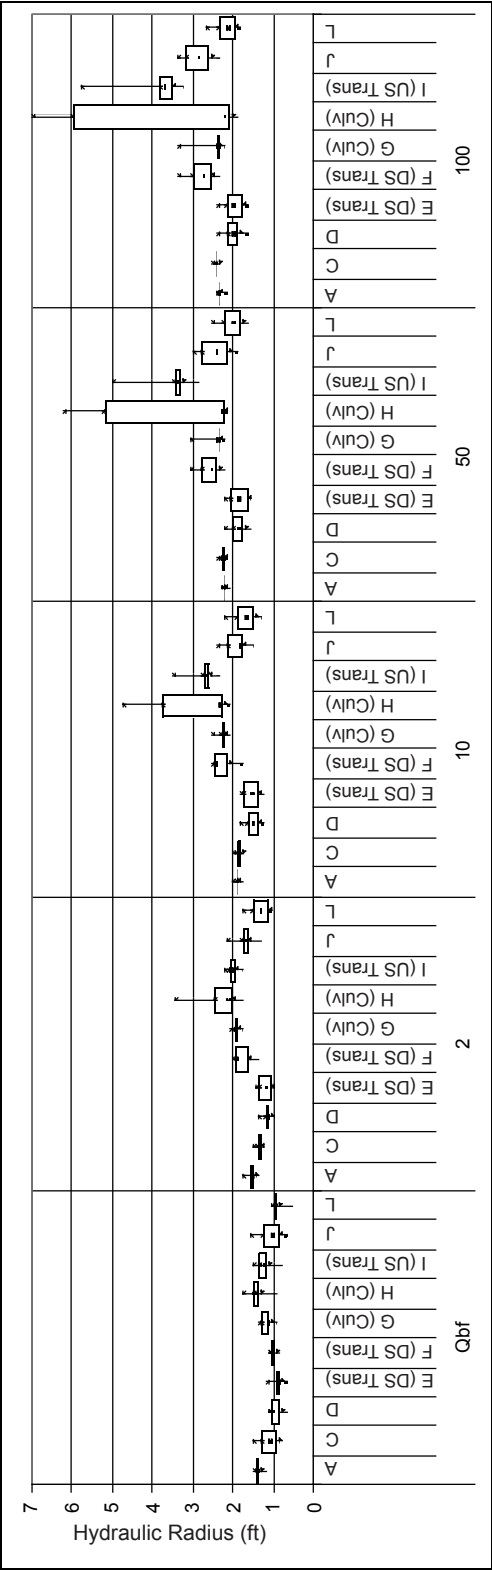 7
6
5
4
3
2
1
0
Hydraulic Radius (ft)
A
C
D
E (DS Trans)
F (DS Trans)
G (Culv)
H (Culv)
I (US Trans)
J
L
A
C
D
E (DS Trans)
F (DS Trans)
G (Culv)
H (Culv)
I (US Trans)
J
L
A
C
D
E (DS Trans)
F (DS Trans)
G (Culv)
H (Culv)
I (US Trans)
J
L
A
C
D
E (DS Trans)
F (DS Trans)
G (Culv)
H (Culv)
I (US Trans)
J
L
A
C
D
E (DS Trans)
F (DS Trans)
G (Culv)
H (Culv)
I (US Trans)
J
L
Qbf
2
10
50
100